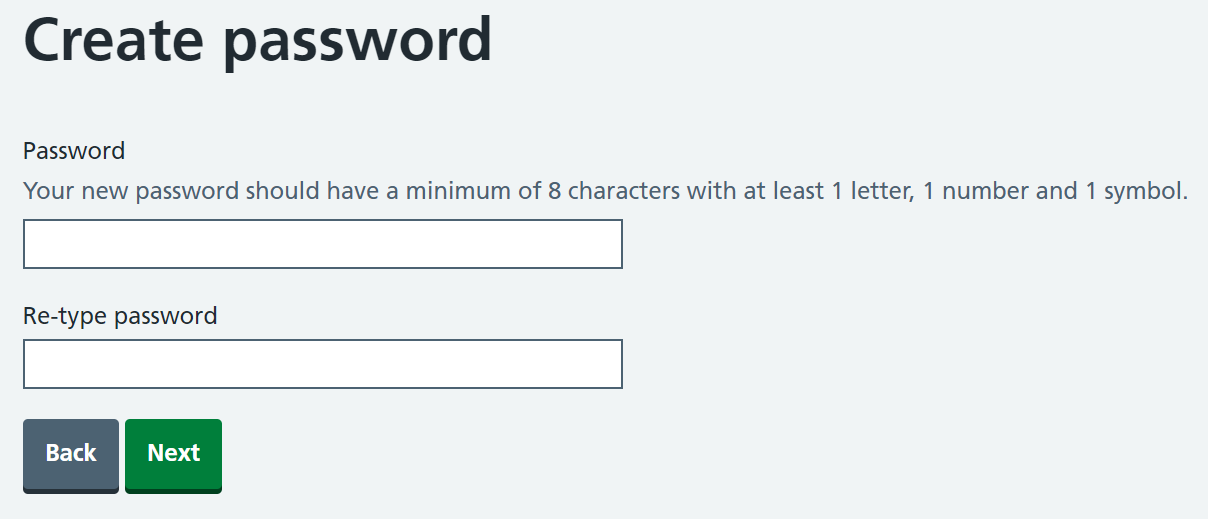 Create password
Password
Your new password should have a minimum of 8 characters with at least 1 letter, 1 number and 1 symbol.
Re-type password
Back Next